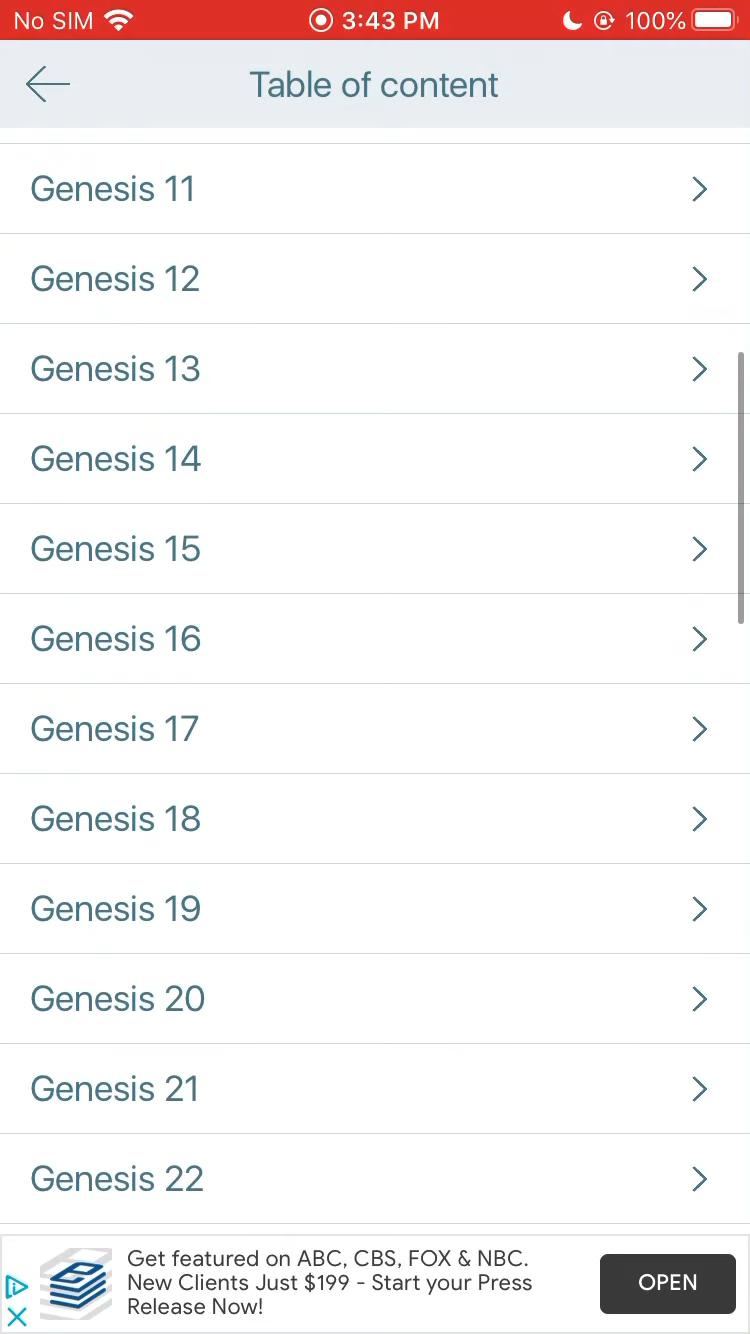 No SIM 3:43 PM 100%
Table of content
Genesis 11
Genesis 12
Genesis 13
Genesis 14
Genesis 15
Genesis 16
Genesis 17
Genesis 18
Genesis 19
Genesis 20
Genesis 21
Genesis 22
Get featured on ABC, CBS, FOX & NBC.
New Clients Just $199 - Start your Press
Release Now!
OPEN